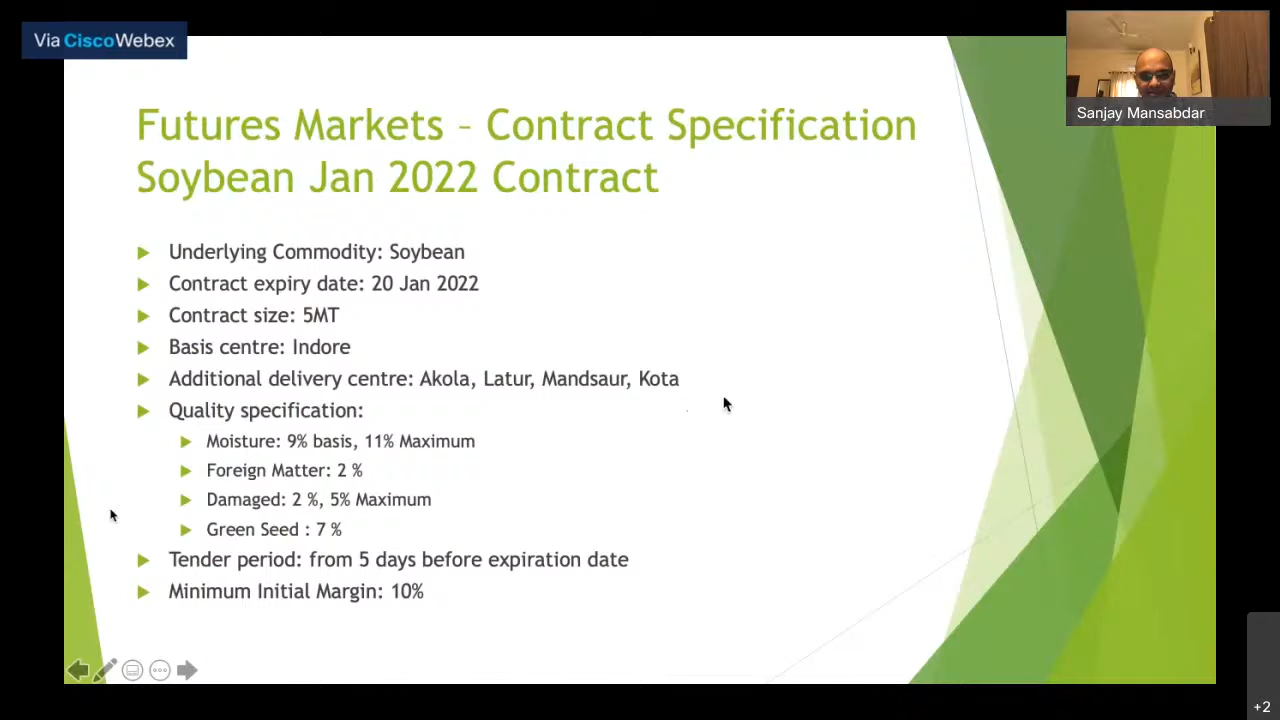 Via CiscoWebex
Sanjay Mansabdar
Futures Markets – Contract Specification
Soybean Jan 2022 Contract
Underlying Commodity: Soybean
Contract expiry date: 20 Jan 2022
Contract size: 5MT
Basis centre: Indore
Additional delivery centre: Akola, Latur, Mandsaur, Kota
Quality specification:
Moisture: 9% basis, 11% Maximum
Foreign Matter: 2 %
Damaged: 2 %, 5% Maximum
Green Seed : 7 %
Tender period: from 5 days before expiration date
Minimum Initial Margin: 10%
+2